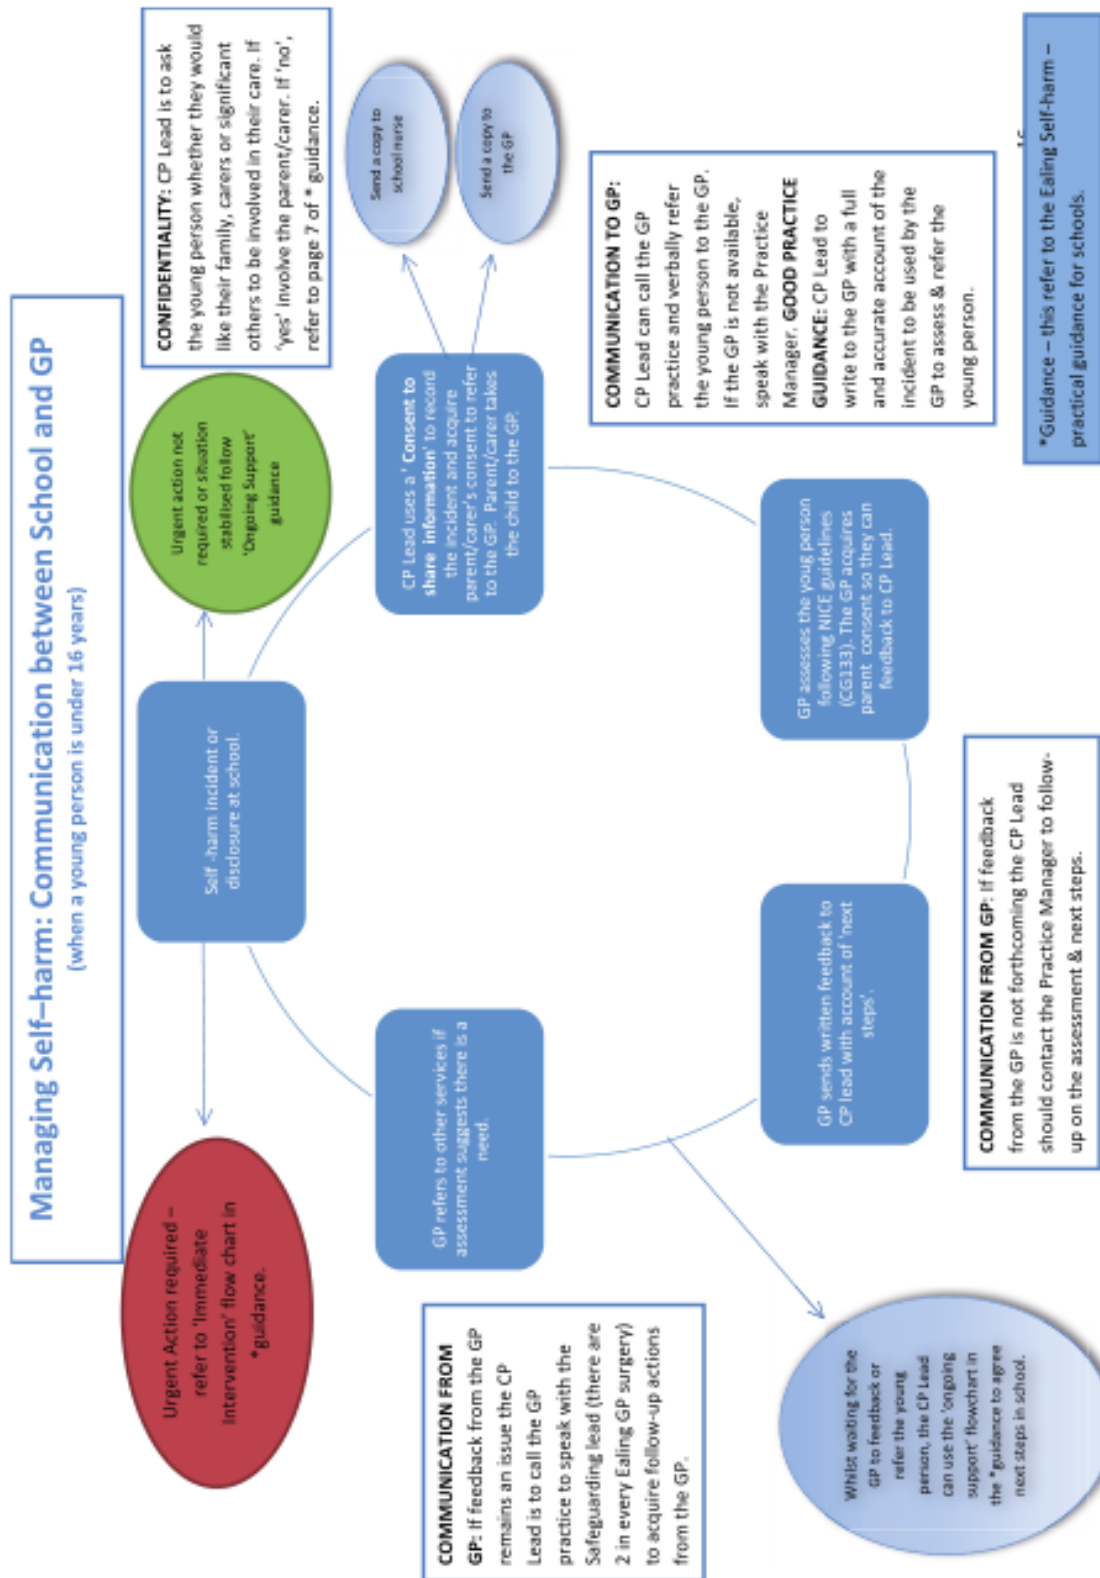 Managing Self–harm: Communication between School and GP
(when a young person is under 16 years)
Urgent Action required –
refer to 'Immediate
Intervention' flow chart in
*guidance.
Self -harm incident or
disclosure at school.
Urgent action not
required or situation
stabilised follow
'Ongoing Support'
guidance
CONFIDENTIALITY: CP Lead is to ask
the young person whether they would
like their family, carers or significant
others to be involved in their care. If
'yes' involve the parent/carer. If 'no',
refer to page 7 of * guidance.
CP Lead uses a ' Consent to
share information' to record
the incident and acquire
parent/carer's consent to refer
to the GP. Parent/carer takes
the child to the GP.
Send a copy to
school nurse
Send a copy to
the GP
COMMUNICATION TO GP:
CP Lead can call the GP
practice and verbally refer
the young person to the GP.
If the GP is not available,
speak with the Practice
Manager. GOOD PRACTICE
GUIDANCE: CP Lead to
write to the GP with a full
and accurate account of the
incident to be used by the
GP to assess & refer the
young person.
GP assesses the youg person
following NICE guidelines
(CG133). The GP acquires
parent consent so they can
feedback to CP Lead.
GP sends written feedback to
CP lead with account of 'next
steps'.
COMMUNICATION FROM GP: If feedback
from the GP is not forthcoming the CP Lead
should contact the Practice Manager to follow-
up on the assessment & next steps.
GP refers to other services if
assessment suggests there is a
need.
COMMUNICATION FROM
GP: If feedback from the GP
remains an issue the CP
Lead is to call the GP
practice to speak with the
Safeguarding lead (there are
2 in every Ealing GP surgery)
to acquire follow-up actions
from the GP.
Whilst waiting for the
GP to feedback or
refer the young
person, the CP Lead
can use the 'ongoing
support' flowchart in
the *guidance to agree
next steps in school.
*Guidance – this refer to the Ealing Self-harm –
practical guidance for schools.